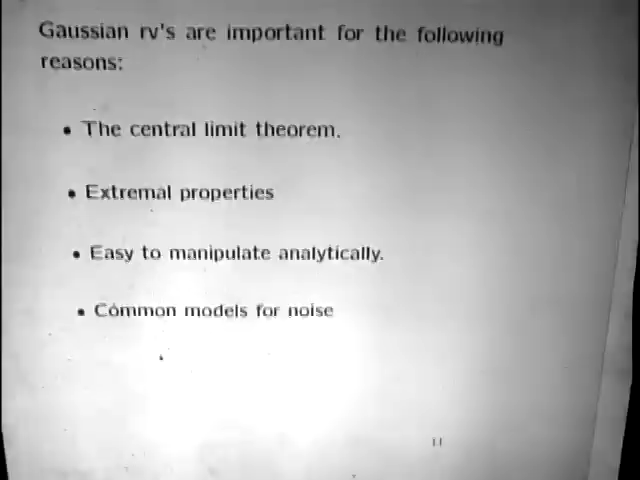 Gaussian rv's are important for the following
reasons:
• The central limit theorem.
• Extremal properties
• Easy to manipulate analytically.
• Common models for noise
11